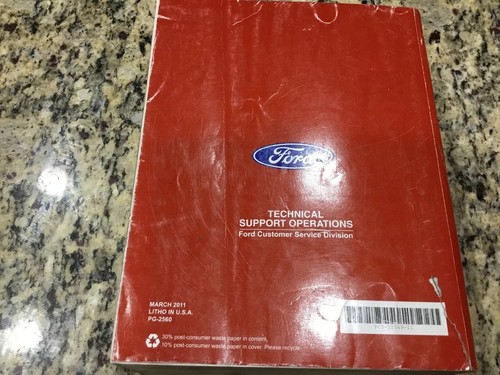 Ford
TECHNICAL
SUPPORT OPERATIONS
Ford Customer Service Division
MARCH 2011
LITHO IN U.S.A.
PG-2560
30% post-consumer waste paper in content.
10% post-consumer waste paper in cover. Please recycle.